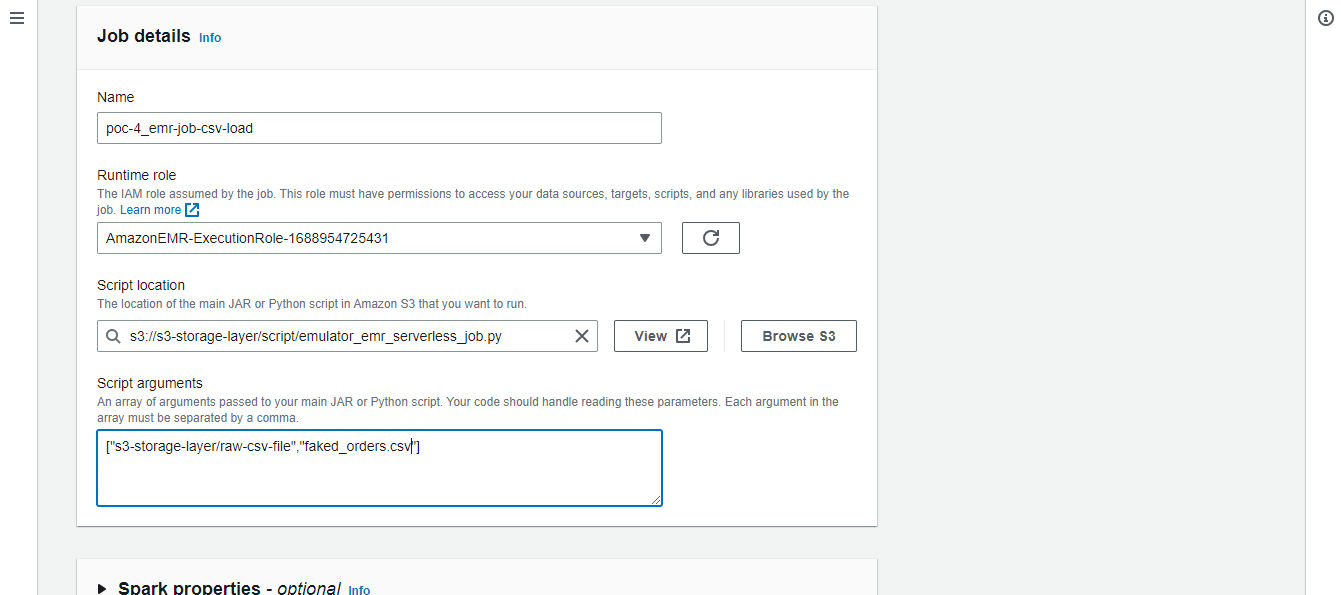 Job details Info
Name
poc-4_emr-job-csv-load
Runtime role
The IAM role assumed by the job. This role must have permissions to access your data sources, targets, scripts, and any libraries used by the
job. Learn more
AmazonEMR-ExecutionRole-1688954725431
Script location
The location of the main JAR or Python script in Amazon S3 that you want to run.
s3://s3-storage-layer/script/emulator_emr_serverless_job.py
View
Browse S3
Script arguments
An array of arguments passed to your main JAR or Python script. Your code should handle reading these parameters. Each argument in the
array must be separated by a comma.
["s3-storage-layer/raw-csv-file","faked_orders.csv"]
Spark properties - optional Info